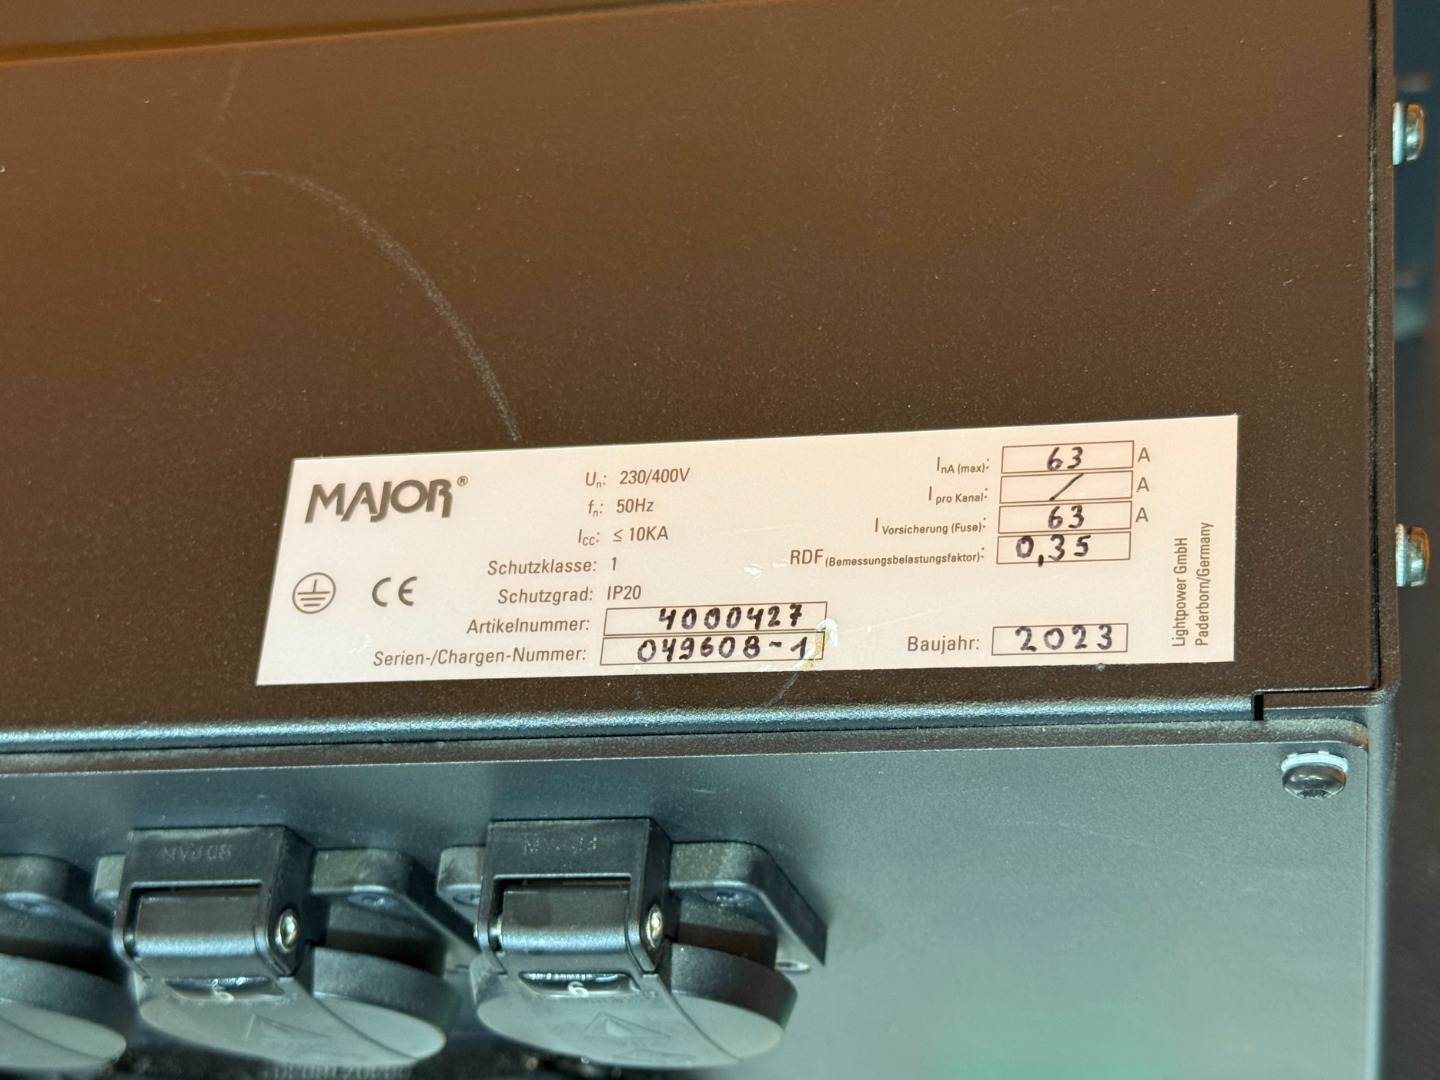 MAJOR®
Un: 230/400V
fn: 50Hz
Icc: ≤ 10KA
Schutzklasse: 1
Schutzgrad: IP20
Artikelnummer: 4000427
Serien-/Chargen-Nummer: 049608-1
CE
InA (max): 63 A
I pro Kanal: / A
I Vorsicherung (Fuse): 63 A
RDF (Bemessungsbelastungsfaktor): 0,35
Baujahr: 2023
Lightpower GmbH
Paderborn/Germany
MAJOR